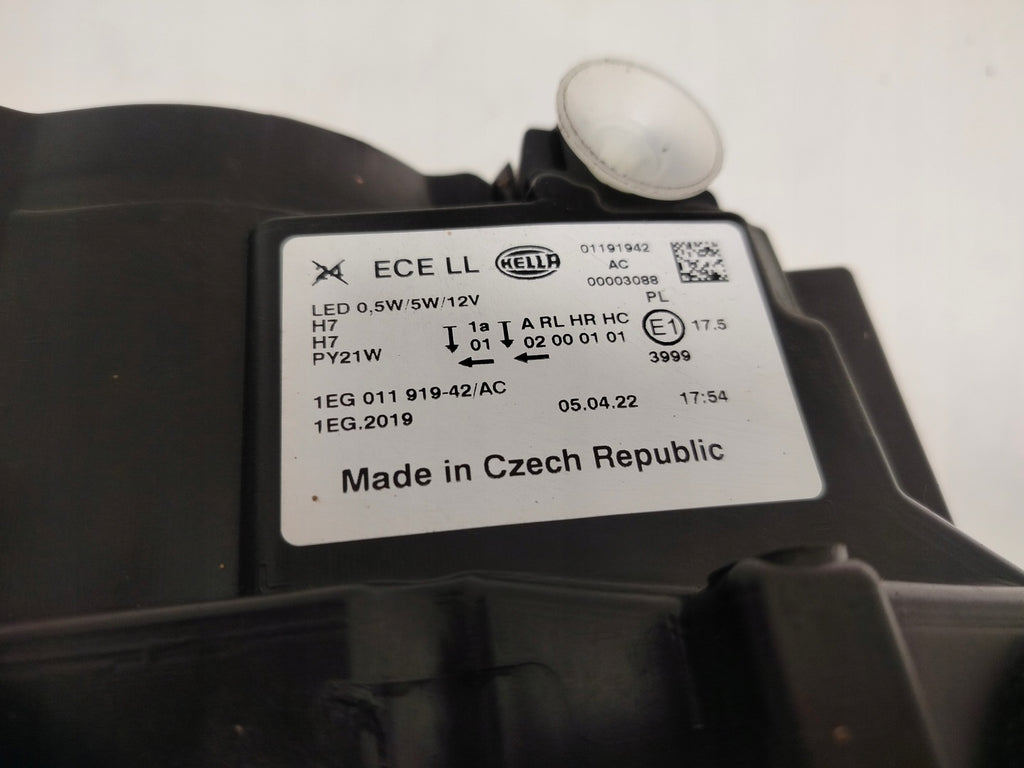 24 ECE LL HELLA
01191942
AC
00003088
LED 0,5W/5W/12V
H7
H7
PY21W
1a
01
A RL HR HC
02 00 01 01
PL
E1 17.5
3999
1EG 011 919-42/AC
1EG.2019
05.04.22 17:54
Made in Czech Republic